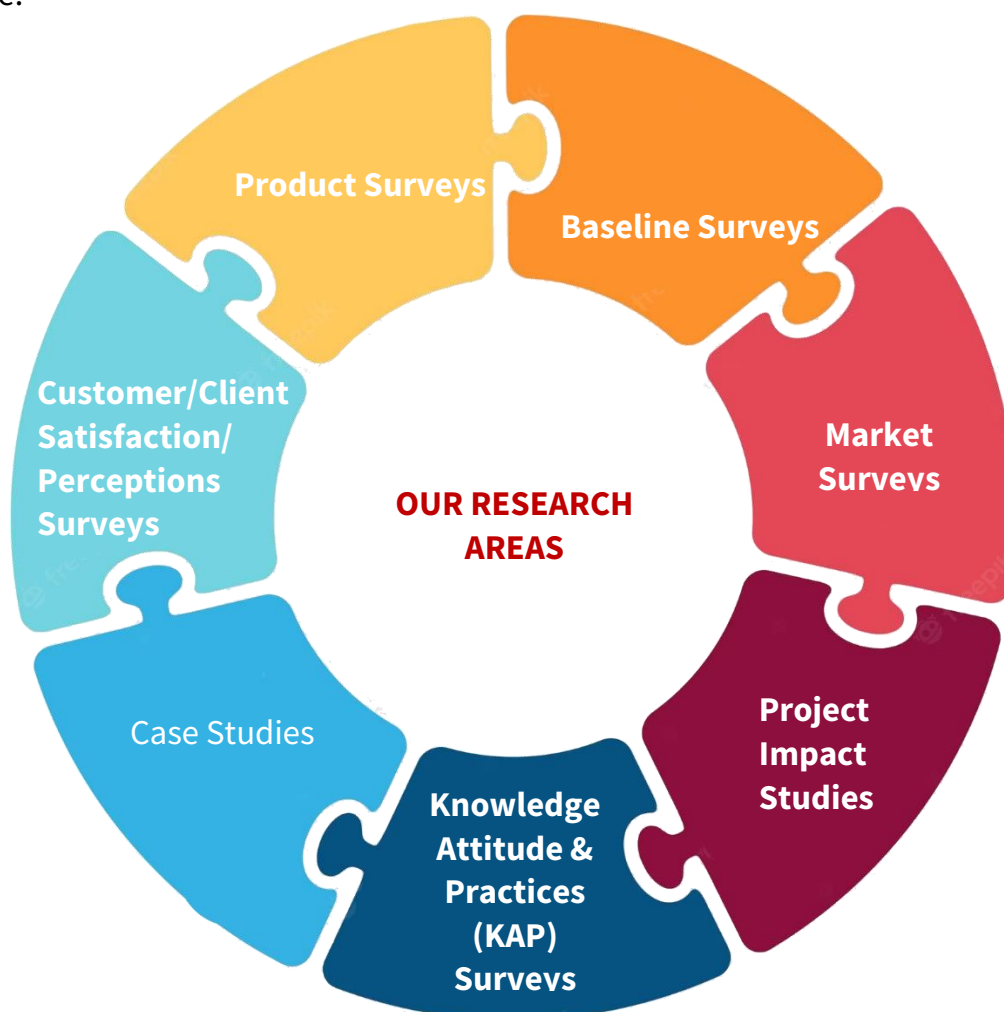 Product Surveys
Baseline Surveys
Market
Surveys
Project
Impact
Studies
Knowledge
Attitude &
Practices
(KAP)
Surveys
Case Studies
Customer/Client
Satisfaction/
Perceptions
Surveys
OUR RESEARCH
AREAS